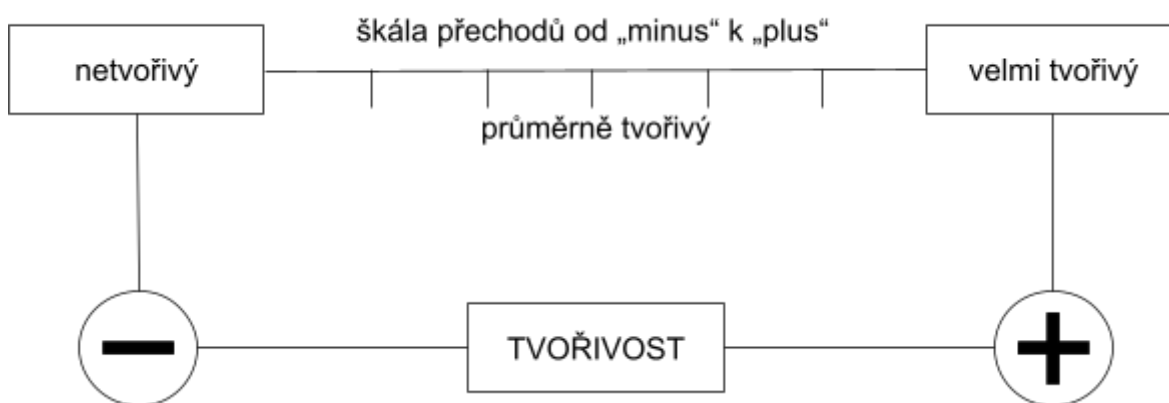 škála přechodů od „minus“ k „plus“
netvořivý
velmi tvořivý
průměrně tvořivý
TVOŘIVOST